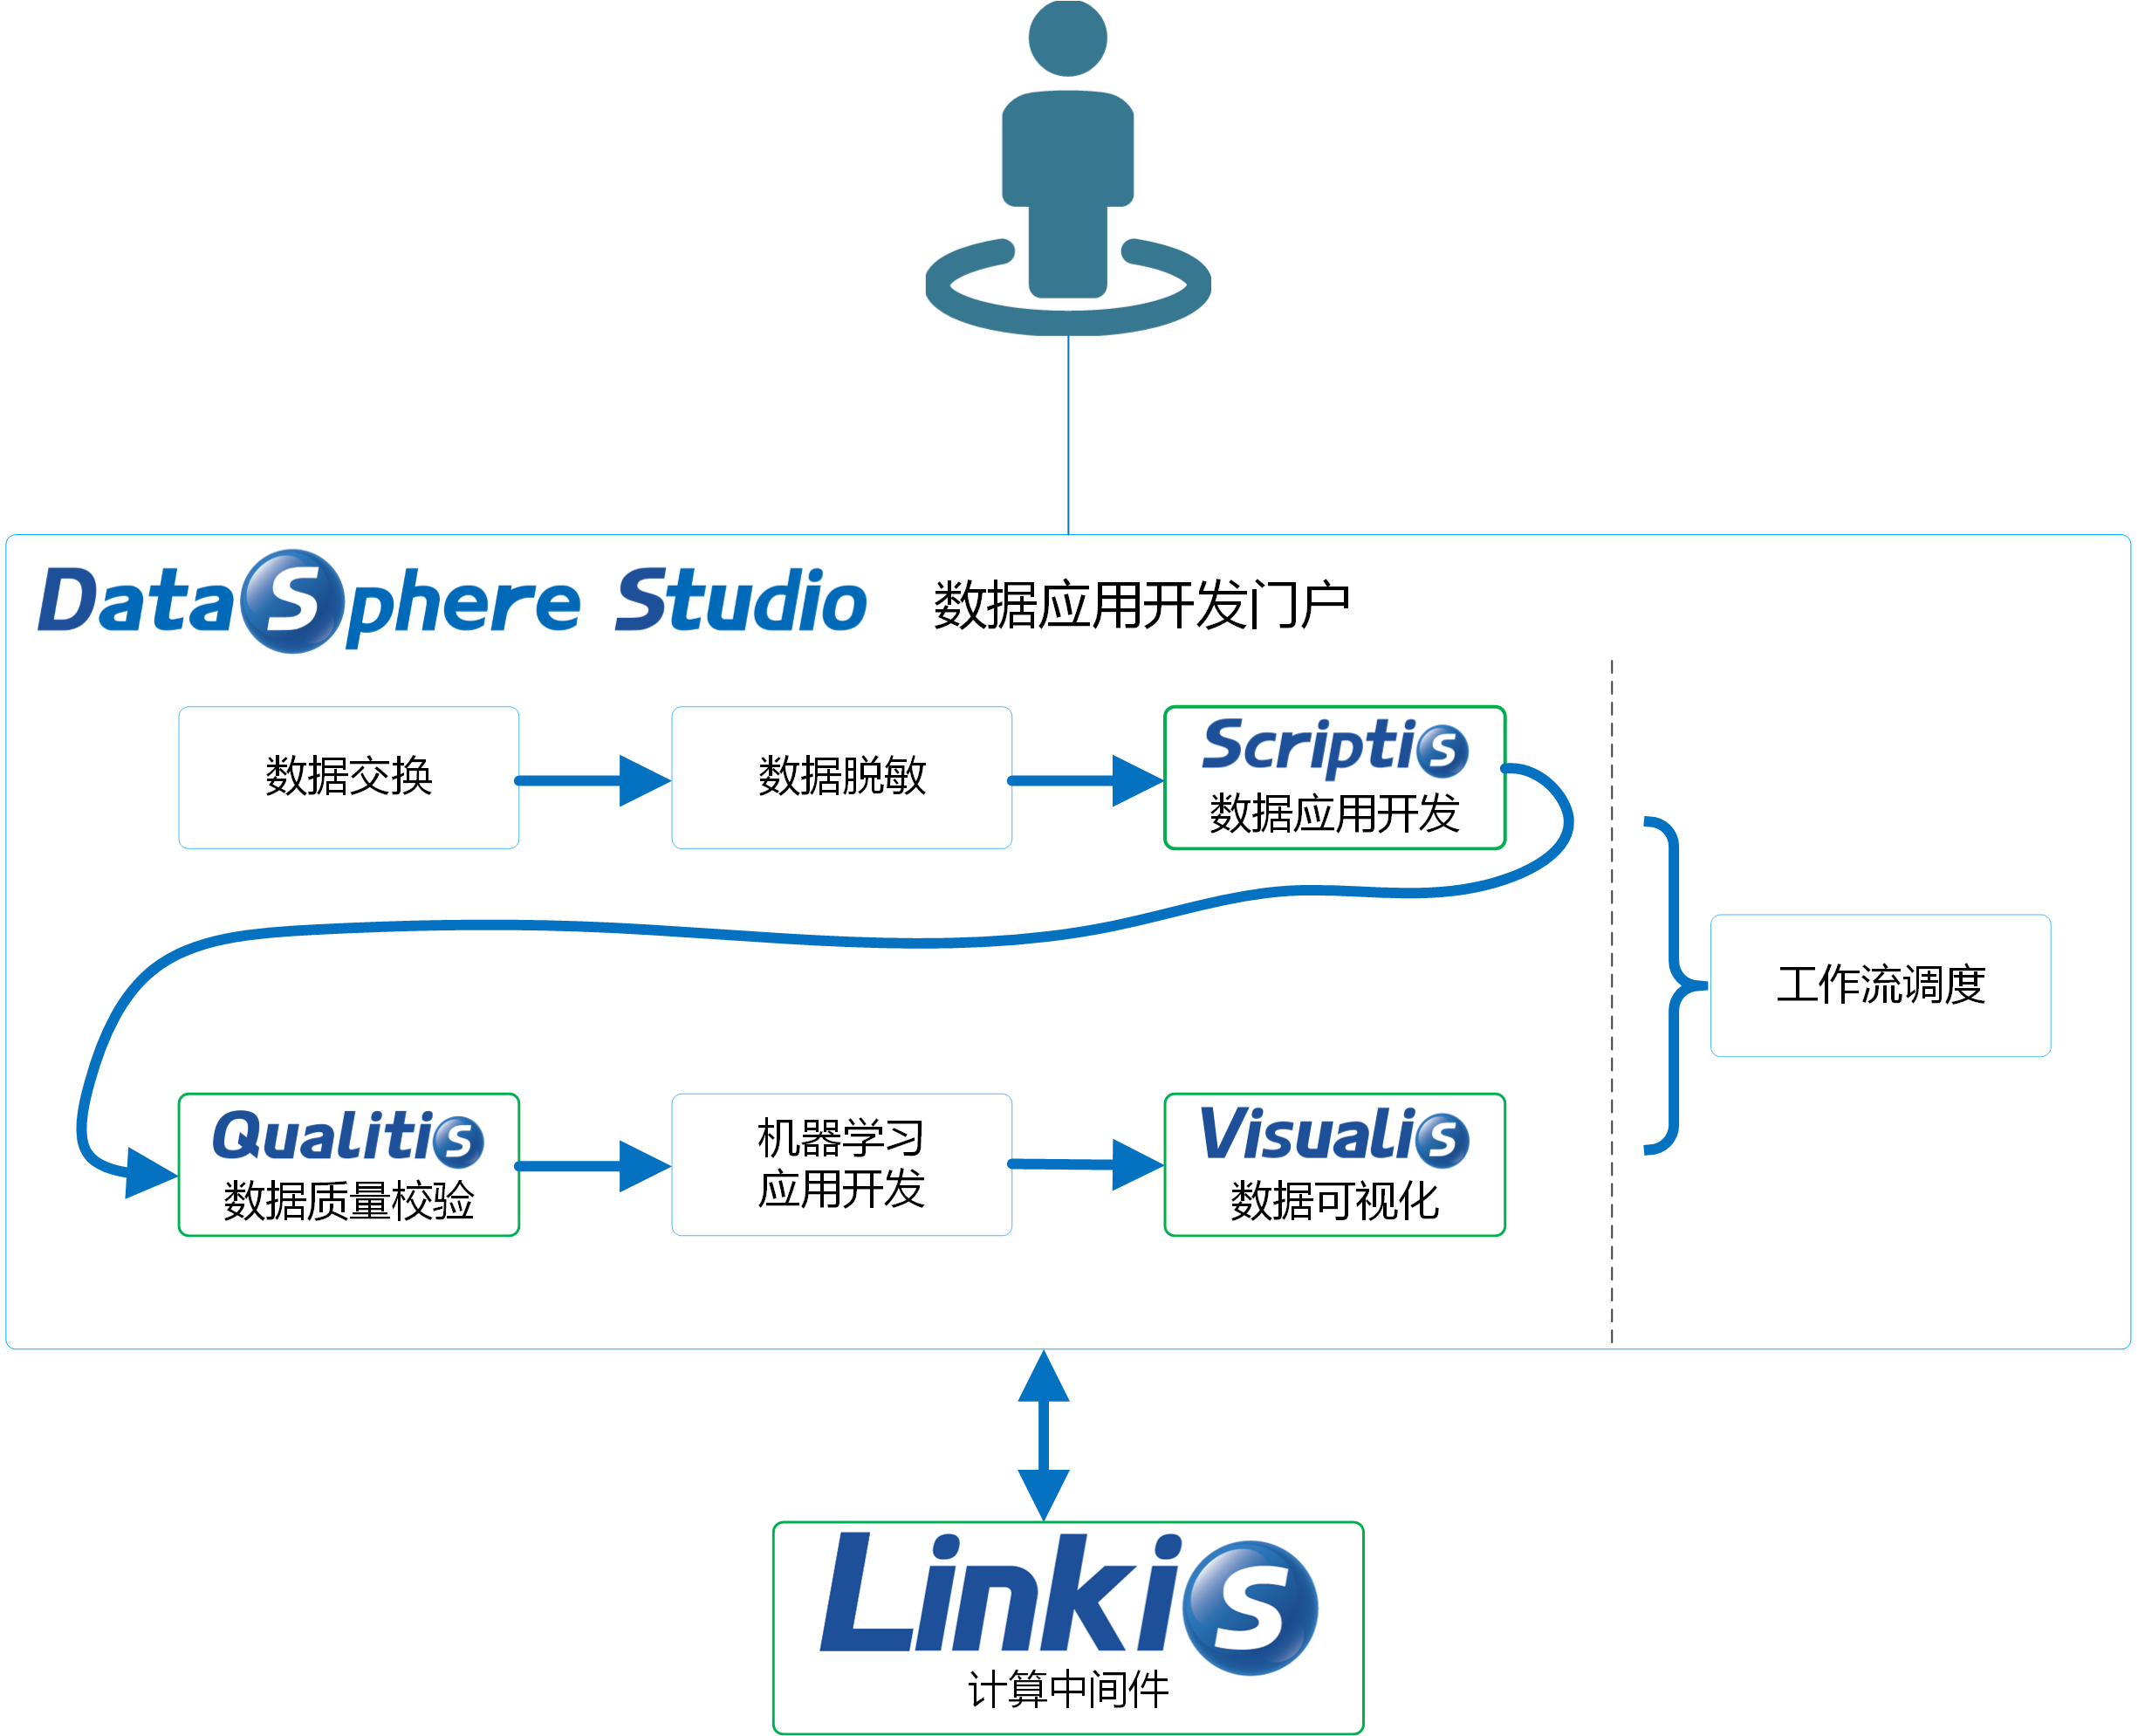 DataSphere Studio 数据应用开发门户
数据交换
数据脱敏
Scriptis
数据应用开发
工作流调度
Qualitis
数据质量校验
机器学习
应用开发
Visualis
数据可视化
Linkis
计算中间件